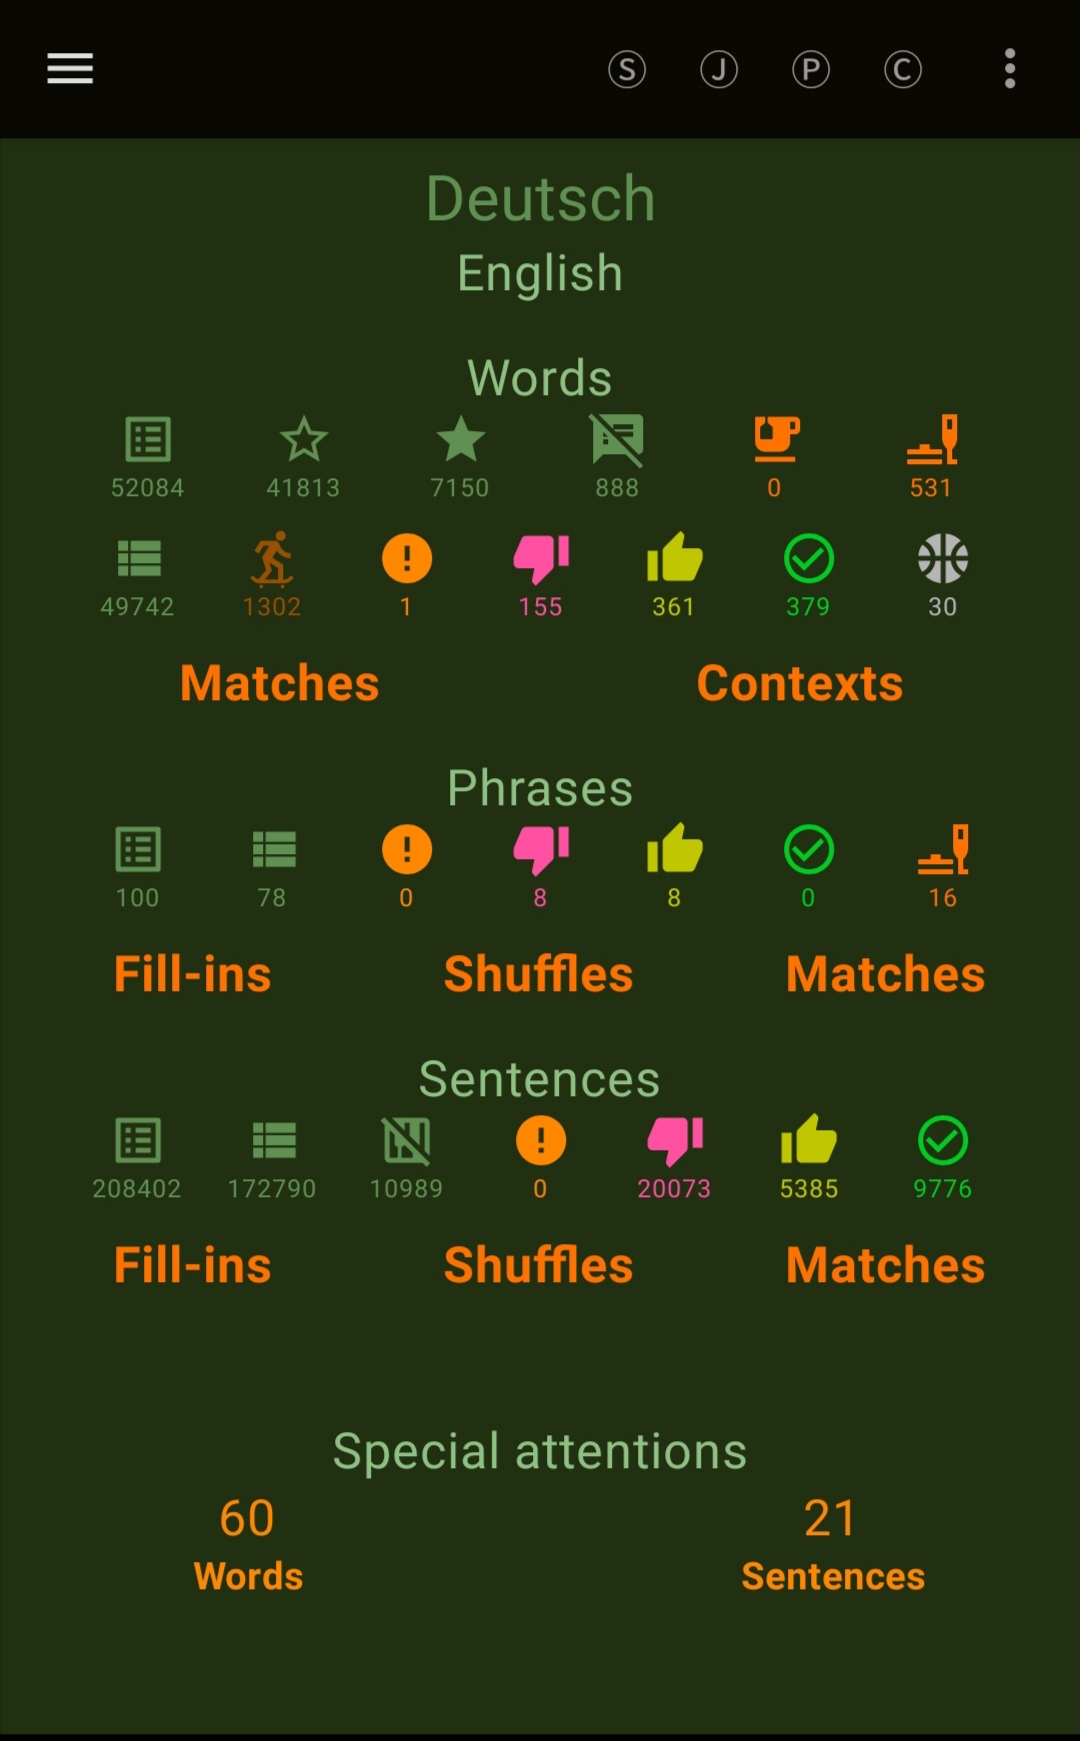 S J P C
Deutsch
English
Words
52084 41813 7150 888 0 531
49742 1302 1 155 361 379 30
Matches Contexts
Phrases
100 78 0 8 8 0 16
Fill-ins Shuffles Matches
Sentences
208402 172790 10989 0 20073 5385 9776
Fill-ins Shuffles Matches
Special attentions
60 21
Words Sentences